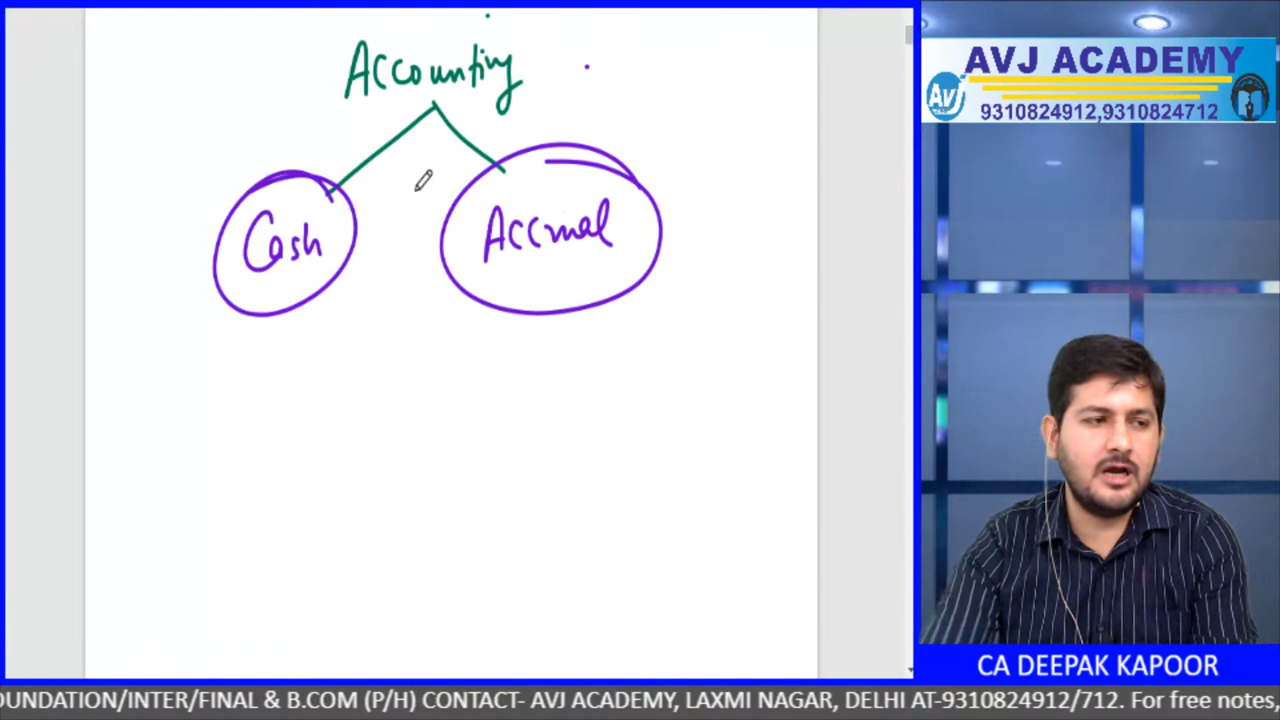 Accounting
Cash
Accrual
AVJ ACADEMY
AVJ
9310824912,9310824712
CA DEEPAK KAPOOR
OUNDATION/INTER/FINAL & B.COM (P/H) CONTACT- AVJ ACADEMY, LAXMI NAGAR, DELHI AT-9310824912/712. For free notes,